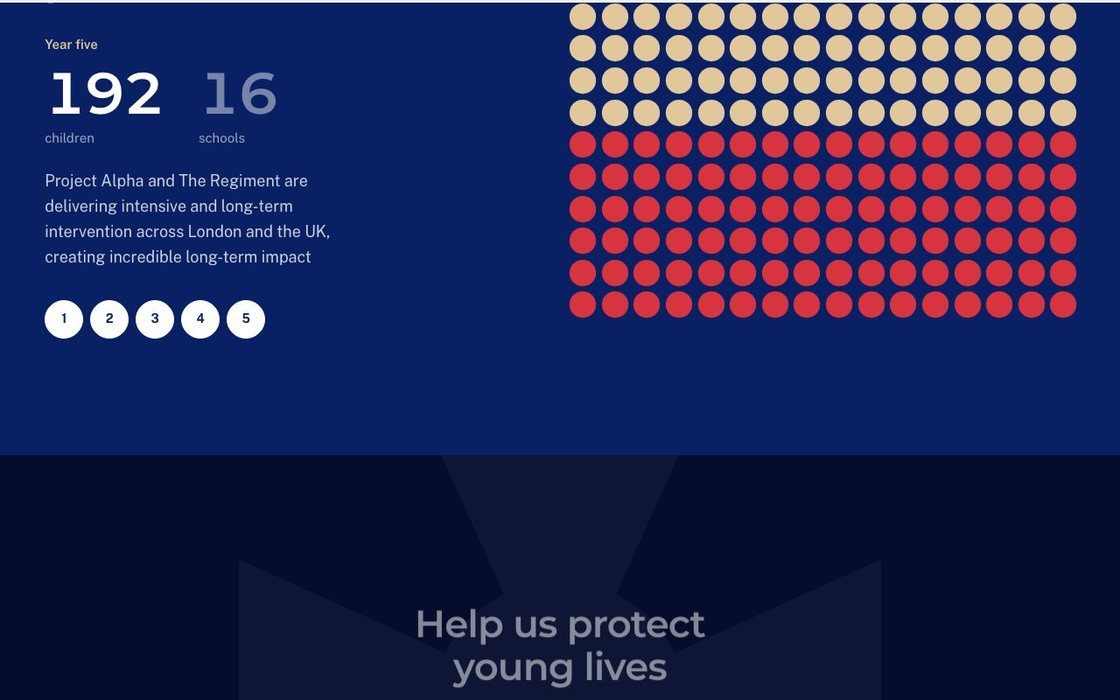 Year five
192 16
children schools
Project Alpha and The Regiment are
delivering intensive and long-term
intervention across London and the UK,
creating incredible long-term impact
1 2 3 4 5
Help us protect
young lives